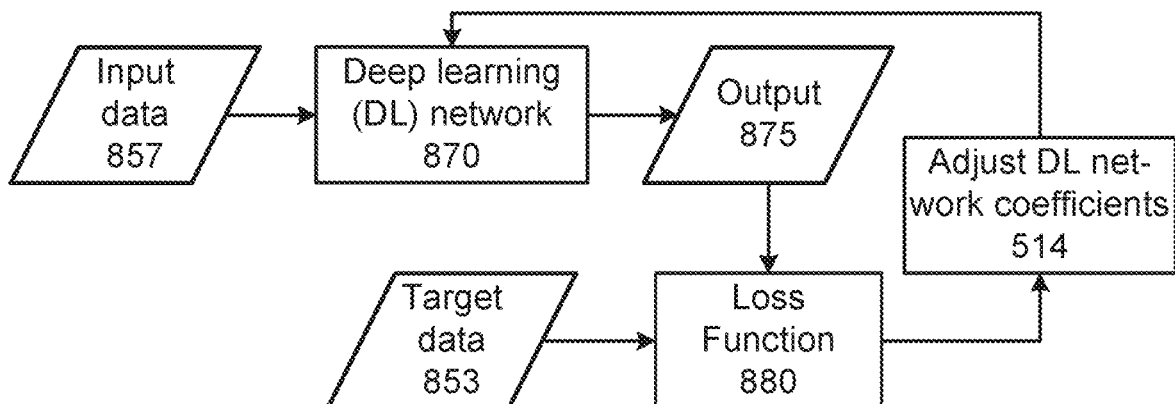 Input
data
857
Deep learning
(DL) network
870
Output
875
Adjust DL net-
work coefficients
514
Target
data
853
Loss
Function
880